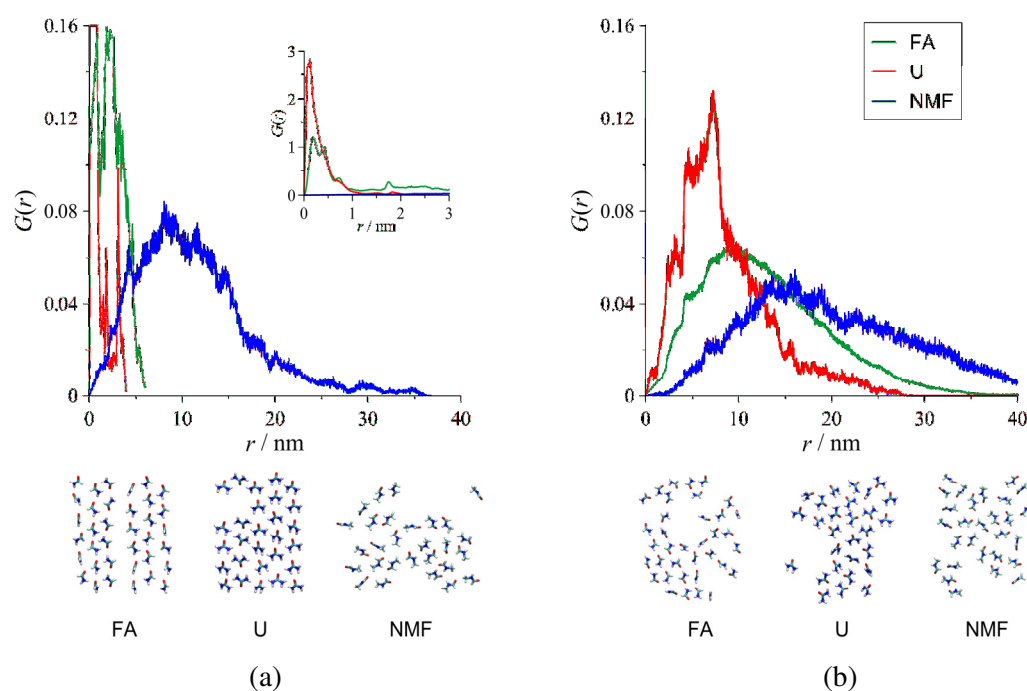 0.16
0.12
0.08
0.04
0
G(r)
0 10 20 30 40
r / nm
3
2
1
0
G(r)
0 1 2 3
r / nm
FA U NMF
(a)
0.16
0.12
0.08
0.04
0
G(r)
0 10 20 30 40
r / nm
FA
U
NMF
FA U NMF
(b)